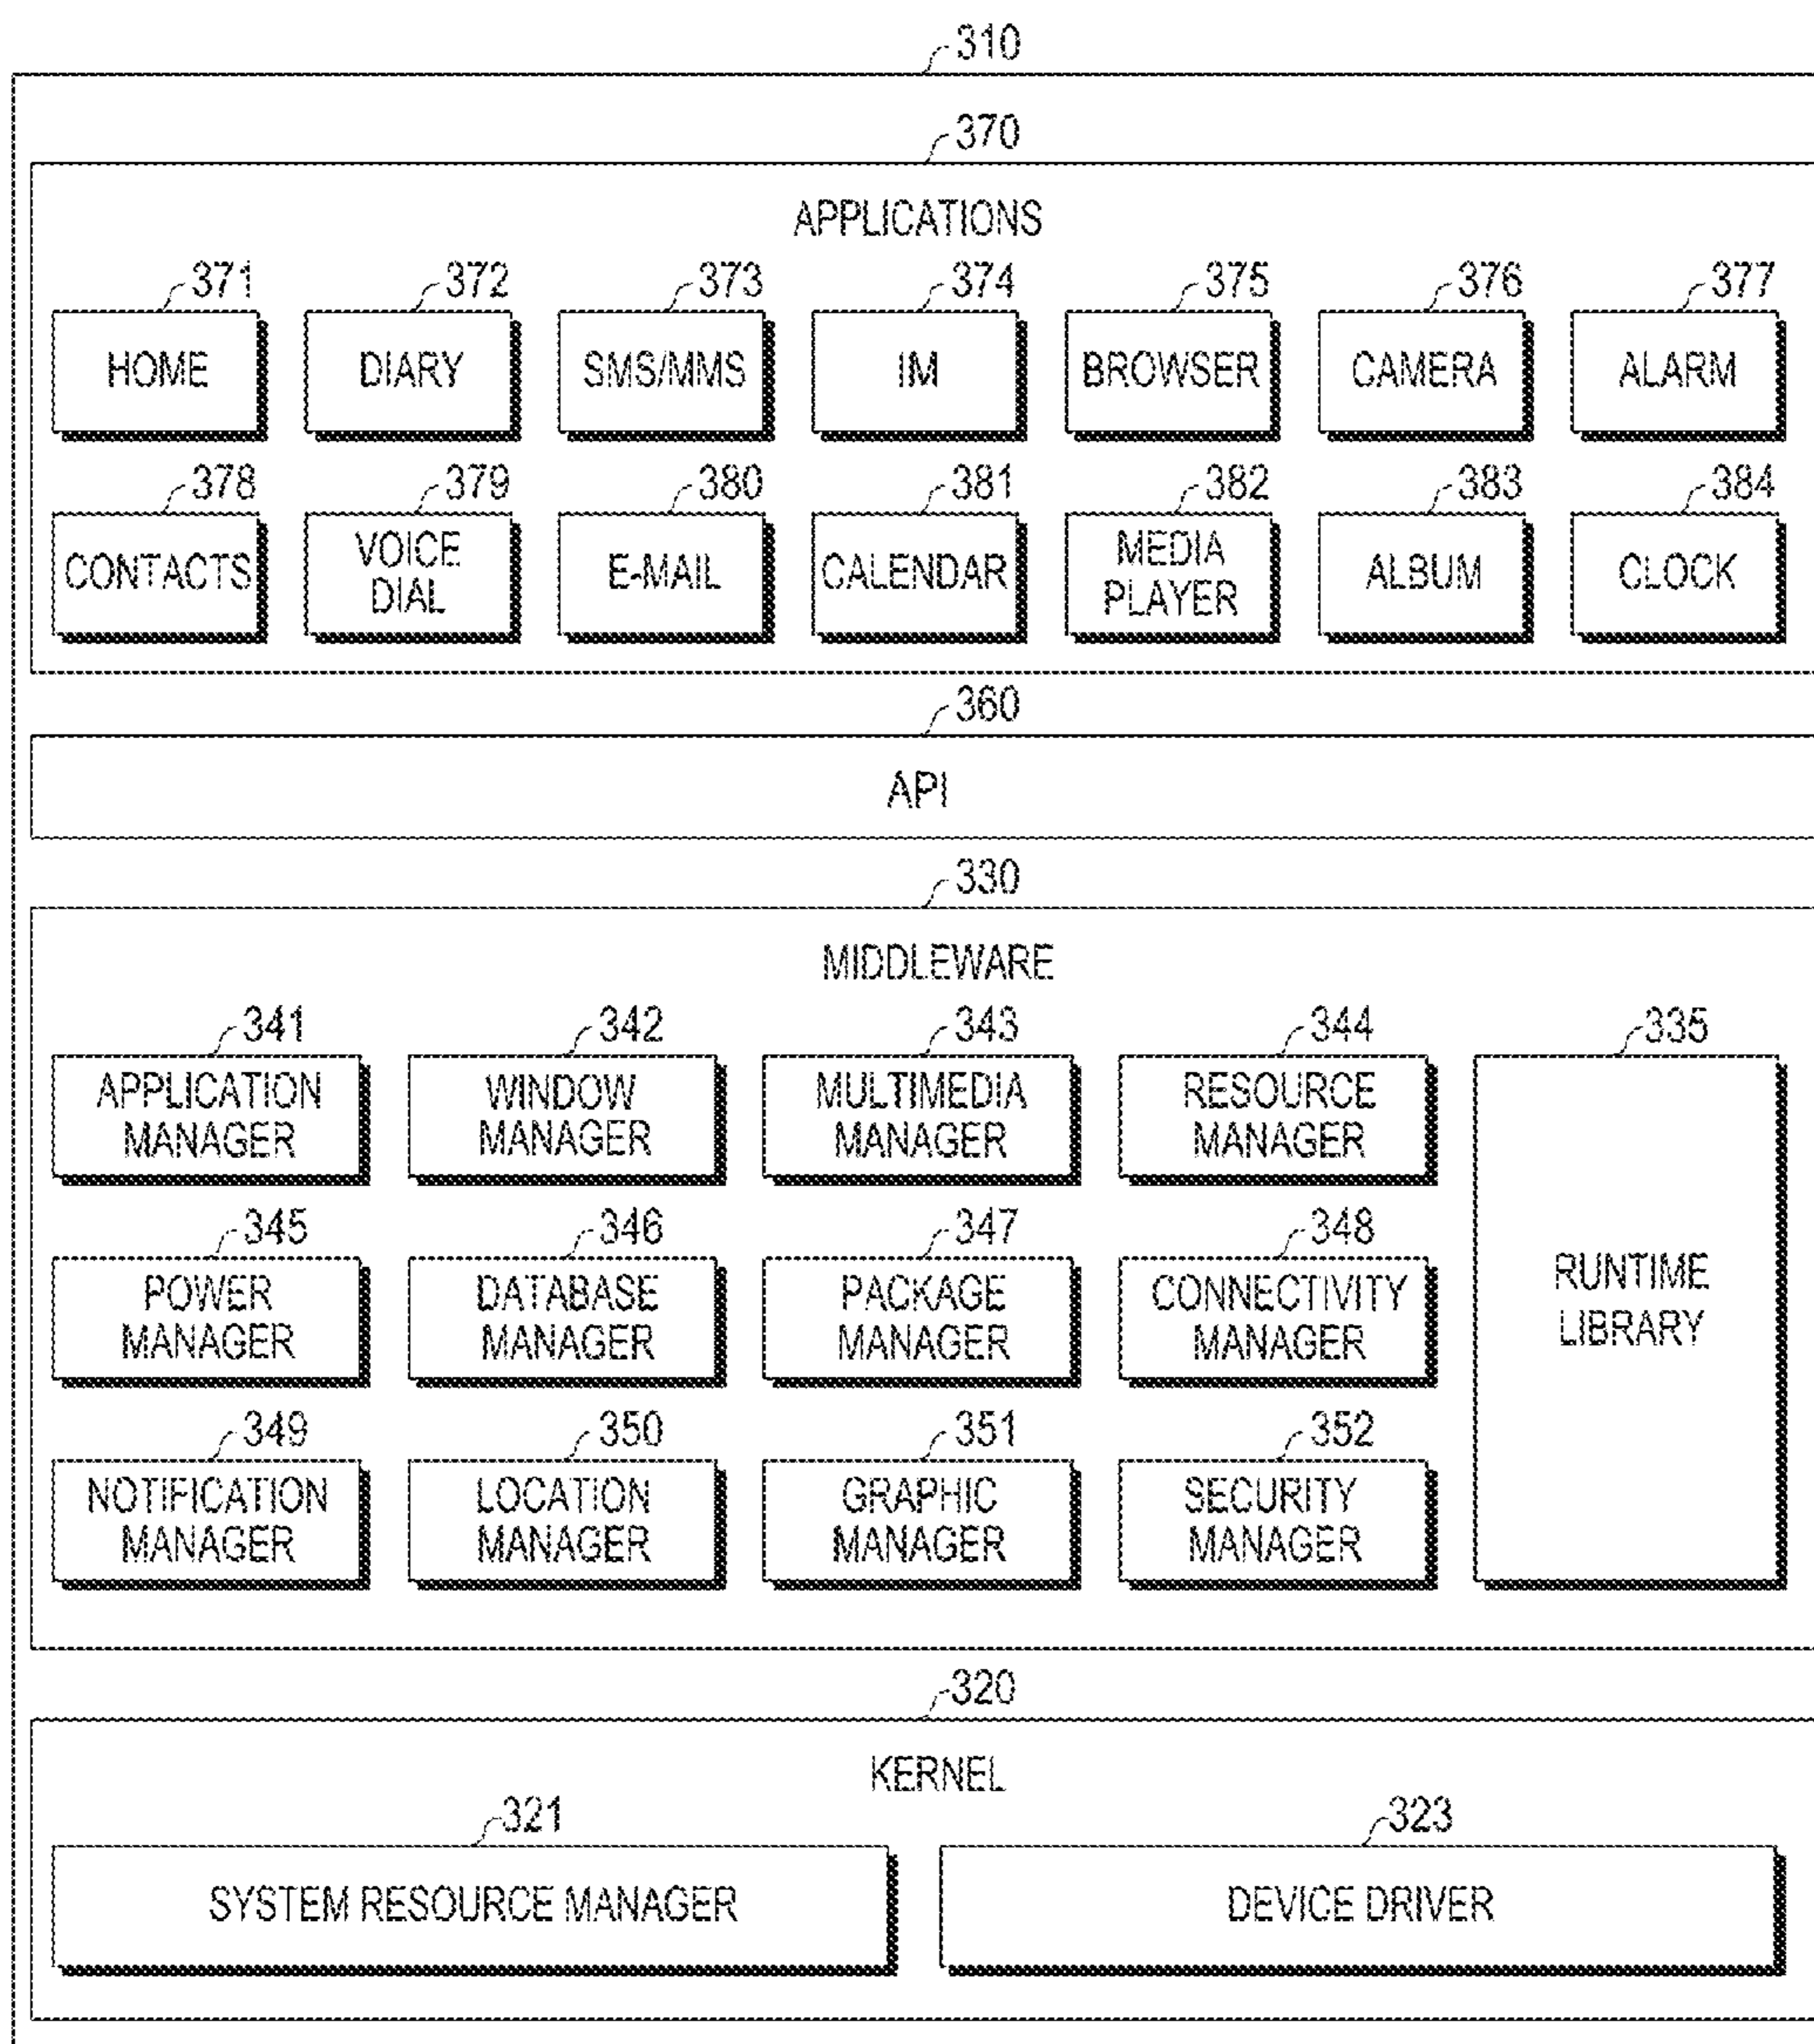 310
370
APPLICATIONS
371 372 373 374 375 376 377
HOME DIARY SMS/MMS IM BROWSER CAMERA ALARM
378 379 380 381 382 383 384
CONTACTS VOICE DIAL E-MAIL CALENDAR MEDIA PLAYER ALBUM CLOCK
360
API
330
MIDDLEWARE
341 342 343 344 335
APPLICATION MANAGER WINDOW MANAGER MULTIMEDIA MANAGER RESOURCE MANAGER
345 346 347 348
POWER MANAGER DATABASE MANAGER PACKAGE MANAGER CONNECTIVITY MANAGER RUNTIME LIBRARY
349 350 351 352
NOTIFICATION MANAGER LOCATION MANAGER GRAPHIC MANAGER SECURITY MANAGER
320
KERNEL
321 323
SYSTEM RESOURCE MANAGER DEVICE DRIVER